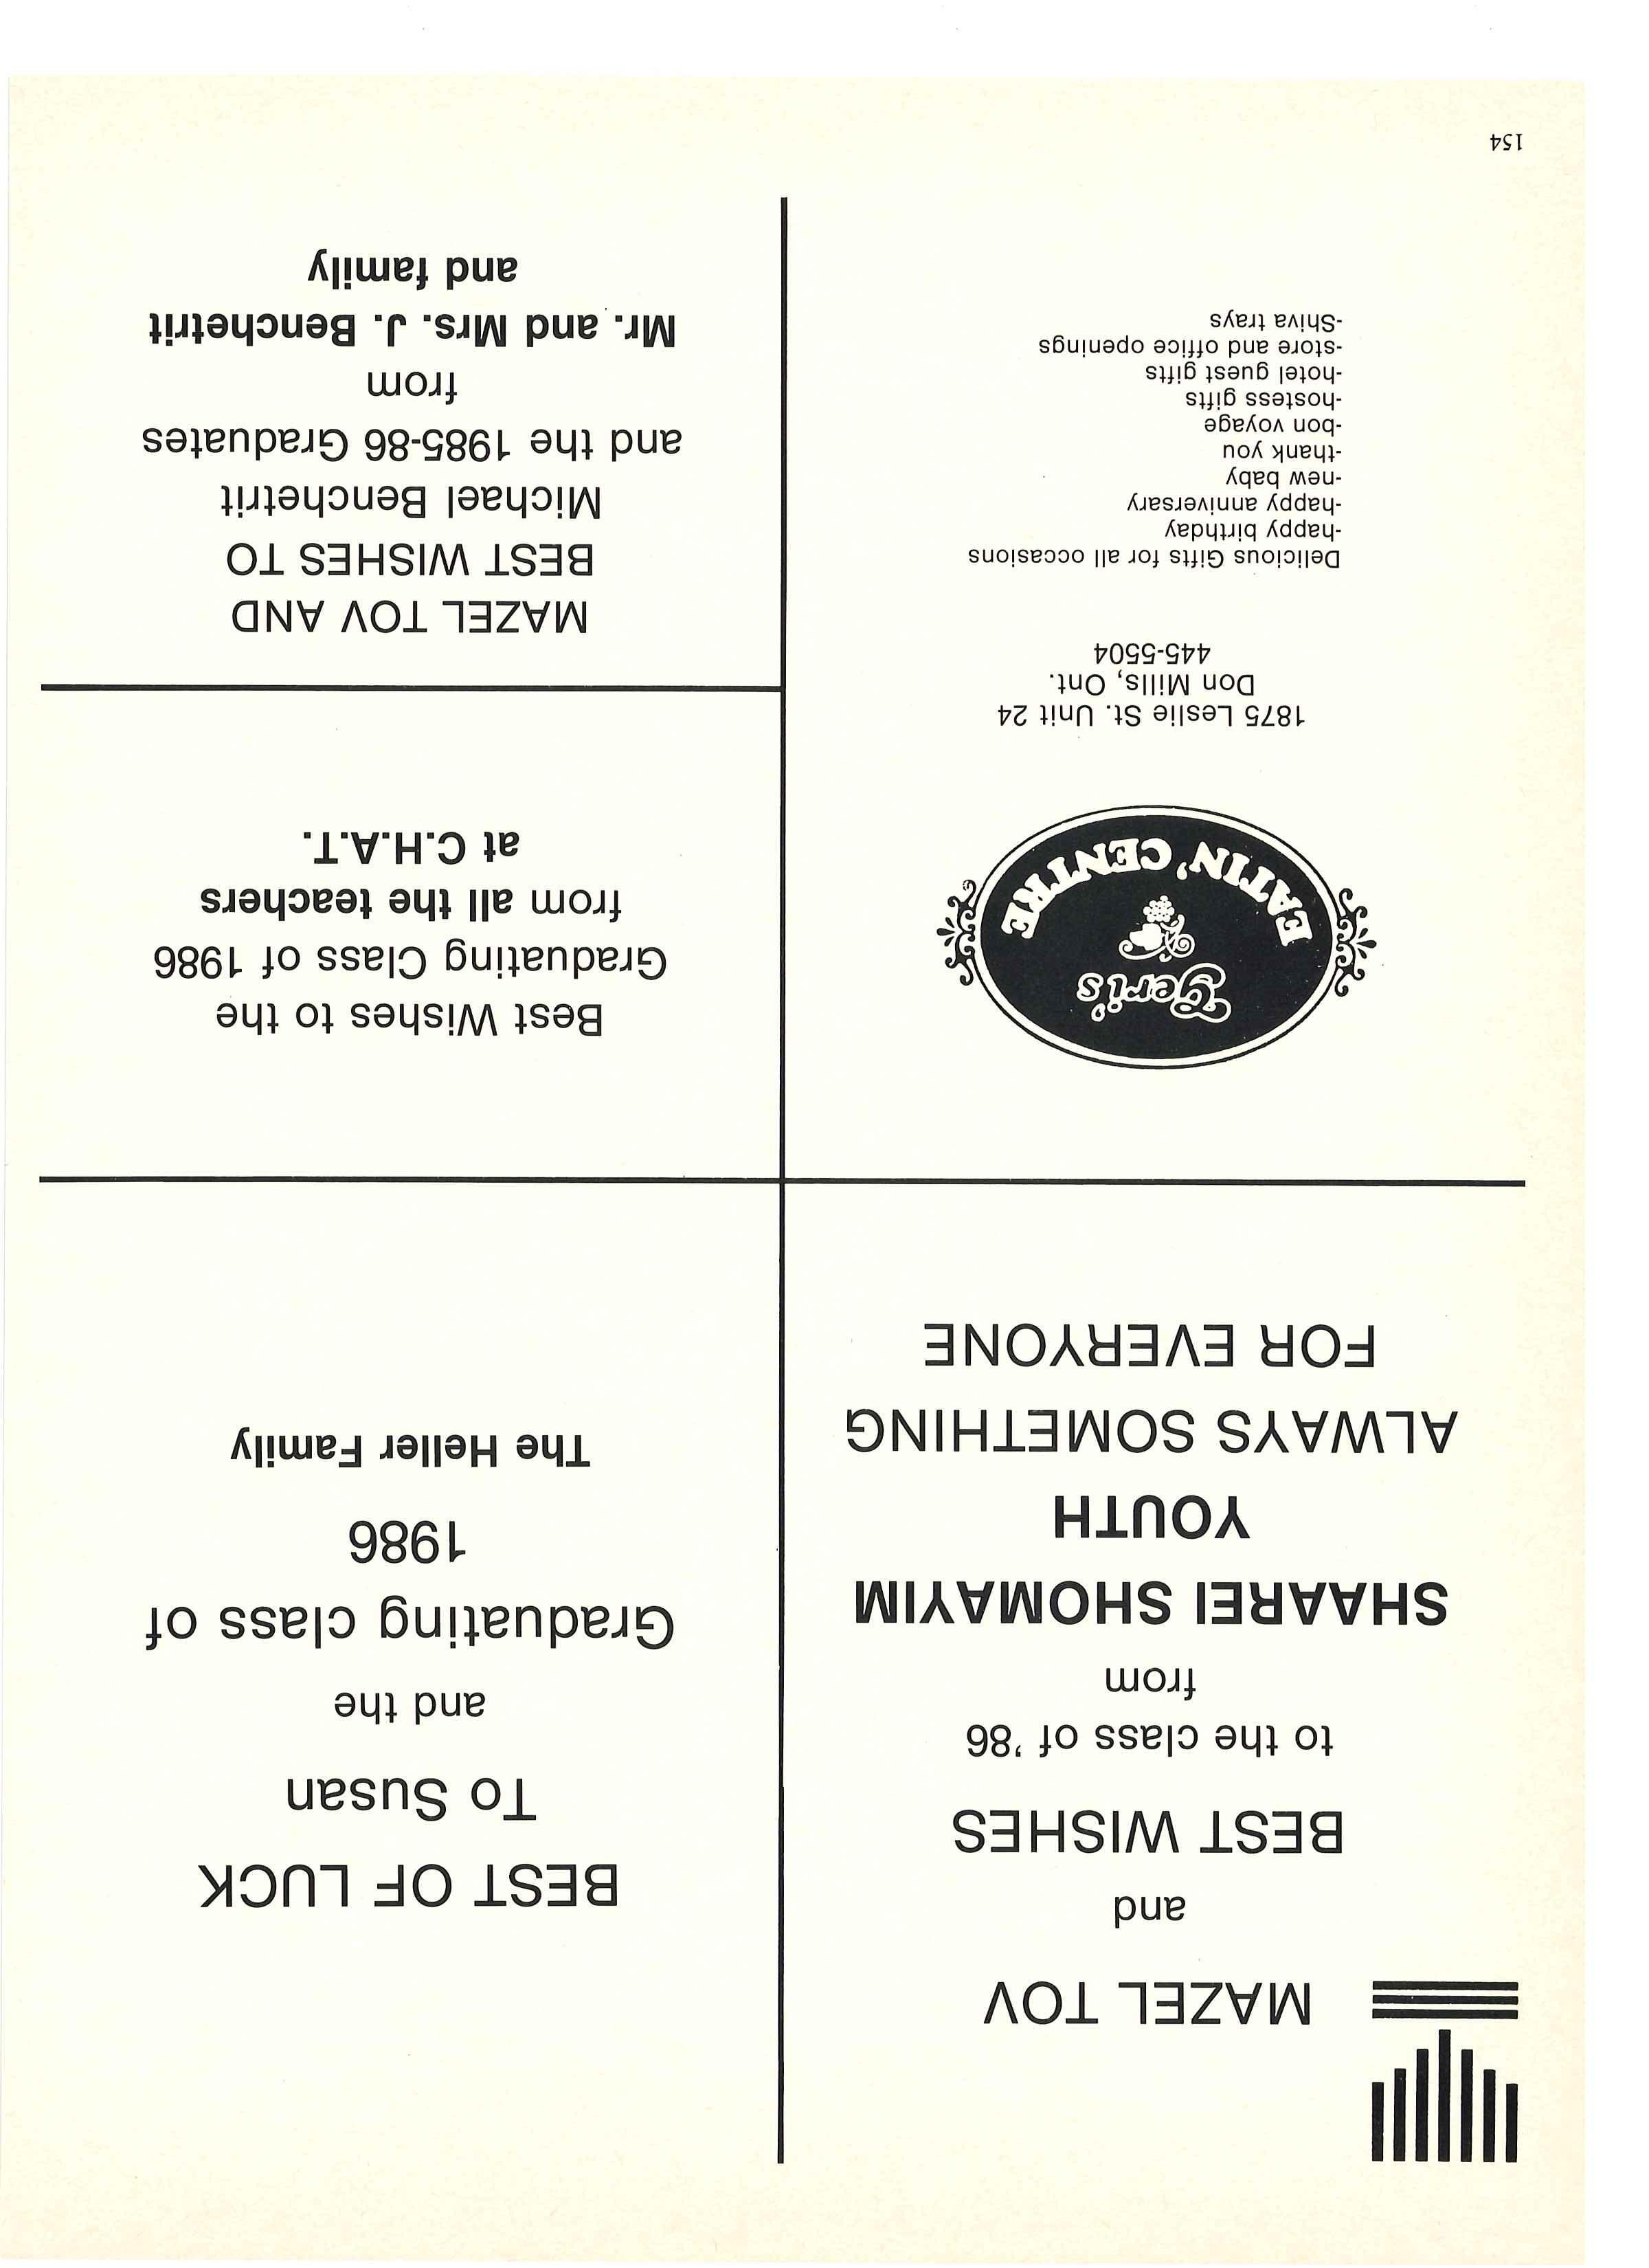 MAZEL TOV
and
BEST WISHES
to the class of '86
from
SHAAREI SHOMAYIM
YOUTH
ALWAYS SOMETHING
FOR EVERYONE
BEST OF LUCK
To Susan
and the
Graduating class of
1986
The Heller Family
Geri's
EATIN' CENTRE
1875 Leslie St. Unit 24
Don Mills, Ont.
445-5504
Delicious Gifts for all occasions
-happy birthday
-happy anniversary
-new baby
-thank you
-bon voyage
-hostess gifts
-hotel guest gifts
-store and office openings
-Shiva trays
Best Wishes to the
Graduating Class of 1986
from all the teachers
at C.H.A.T.
MAZEL TOV AND
BEST WISHES TO
Michael Benchetrit
and the 1985-86 Graduates
from
Mr. and Mrs. J. Benchetrit
and family
154